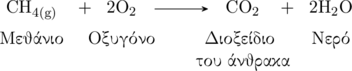 CH₄₍g₎ + 2O₂ ⟶ CO₂ + 2H₂O
Μεθάνιο Οξυγόνο Διοξείδιο Νερό
του άνθρακα